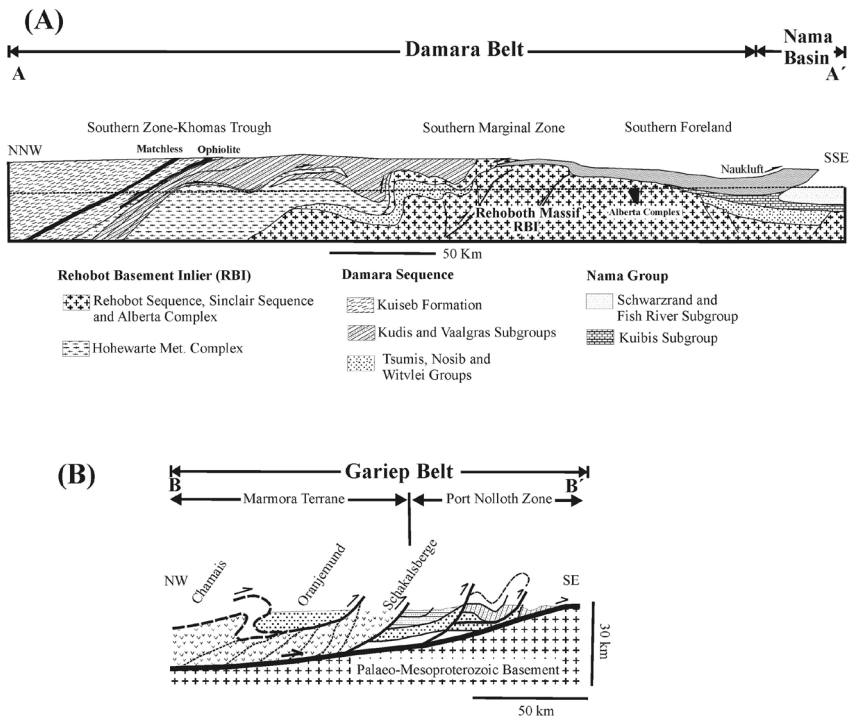 (A)
Damara Belt
Nama
Basin
A
A´
Southern Zone-Khomas Trough
Southern Marginal Zone
Southern Foreland
NNW
Matchless
Ophiolite
Naukluft
SSE
Rehoboth Massif
RBI
Alberta Complex
50 Km
Rehobot Basement Inlier (RBI)
Rehobot Sequence, Sinclair Sequence
and Alberta Complex
Hohewarte Met. Complex
Damara Sequence
Kuiseb Formation
Kudis and Vaalgras Subgroups
Tsumis, Nosib and
Witvlei Groups
Nama Group
Schwarzrand and
Fish River Subgroup
Kuibis Subgroup
(B)
Gariep Belt
B
B´
Marmora Terrane
Port Nolloth Zone
NW
Chamais
Oranjemund
Schakalsberge
SE
30 km
Palaeo-Mesoproterozoic Basement
50 km